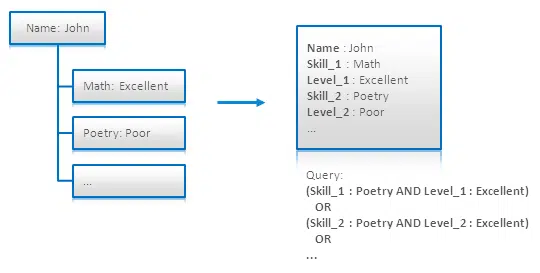 Name: John
Math: Excellent
Poetry: Poor
...
Name : John
Skill_1 : Math
Level_1 : Excellent
Skill_2 : Poetry
Level_2 : Poor
...
Query:
(Skill_1 : Poetry AND Level_1 : Excellent)
OR
(Skill_2 : Poetry AND Level_2 : Excellent)
OR
...